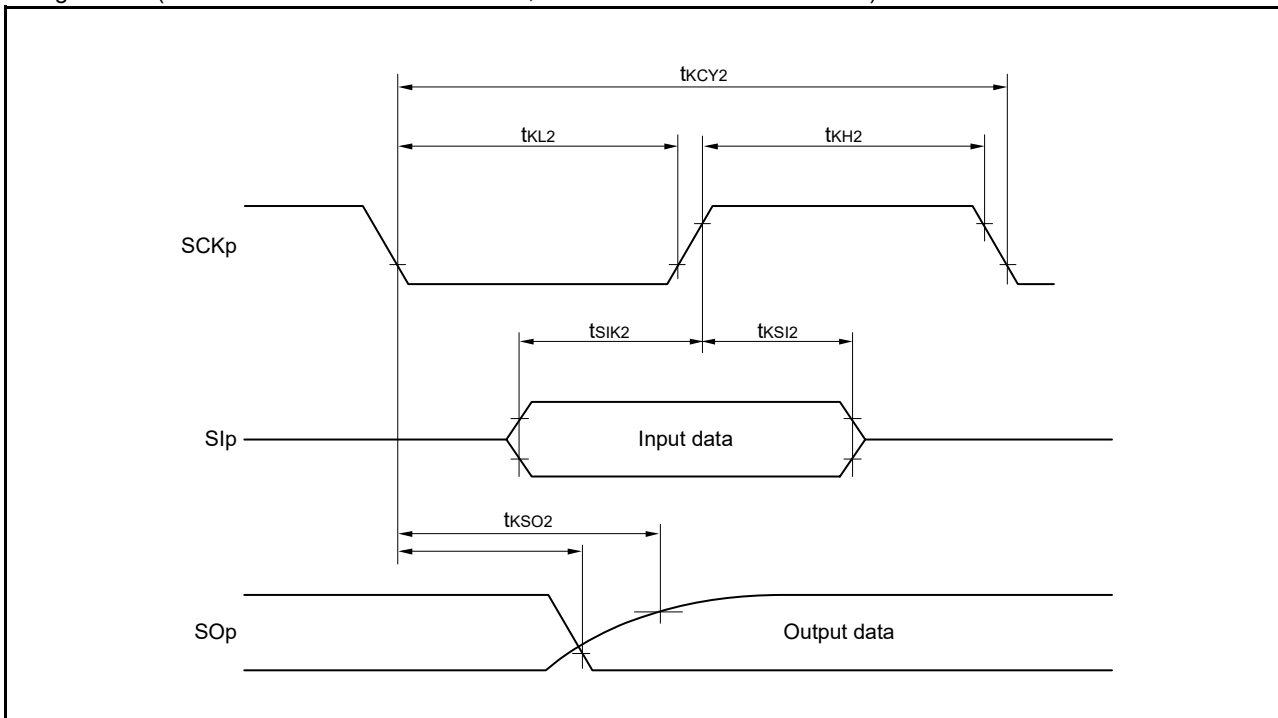 tKCY2
tKL2
tKH2
SCKp
tSIK2
tKSI2
SIp
Input data
tKSO2
SOp
Output data